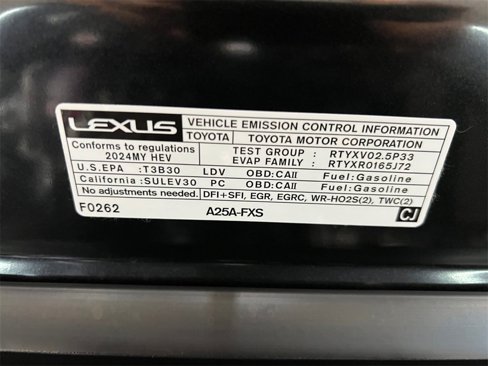 LEXUS VEHICLE EMISSION CONTROL INFORMATION
TOYOTA TOYOTA MOTOR CORPORATION
Conforms to regulations
2024MY HEV
TEST GROUP : RTYXV02.5P33
EVAP FAMILY : RTYXR0165J72
U.S.EPA :T3B30 LDV OBD:CAII Fuel:Gasoline
California :SULEV30 PC OBD:CAII Fuel:Gasoline
No adjustments needed. DFI+SFI, EGR, EGRC, WR-HO2S(2), TWC(2)
F0262 A25A-FXS CJ